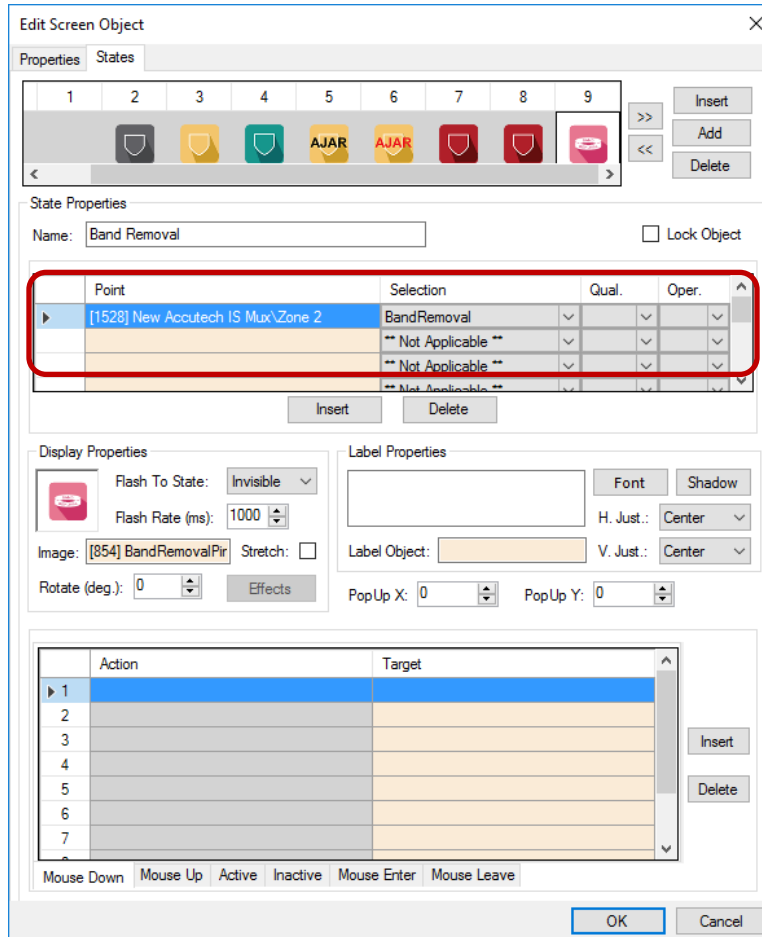 Edit Screen Object
Properties States
1 2 3 4 5 6 7 8 9
AJAR AJAR
>>
<<
Insert
Add
Delete
State Properties
Name: Band Removal Lock Object
Point Selection Qual. Oper.
[1528] New Accutech IS Mux\Zone 2 BandRemoval
** Not Applicable **
** Not Applicable **
** Not Applicable **
Insert Delete
Display Properties
Flash To State: Invisible
Flash Rate (ms): 1000
Image: [854] BandRemovalPir Stretch:
Rotate (deg.): 0 Effects
Label Properties
Font Shadow
H. Just.: Center
Label Object: V. Just.: Center
PopUp X: 0 PopUp Y: 0
Action Target
1
2
3
4
5
6
7
Insert
Delete
Mouse Down Mouse Up Active Inactive Mouse Enter Mouse Leave
OK Cancel